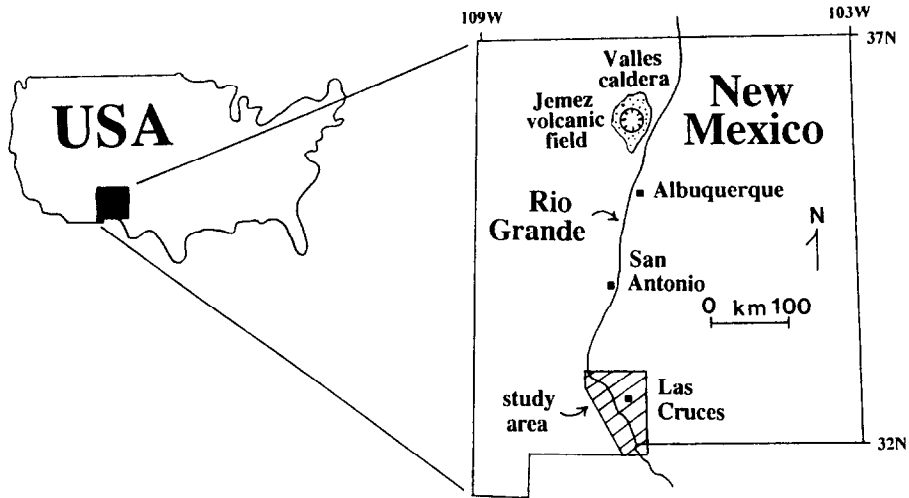 109W
103W
37N
USA
Valles
caldera
Jemez
volcanic
field
New
Mexico
Albuquerque
Rio
Grande
N
San
Antonio
0 km 100
study
area
Las
Cruces
32N